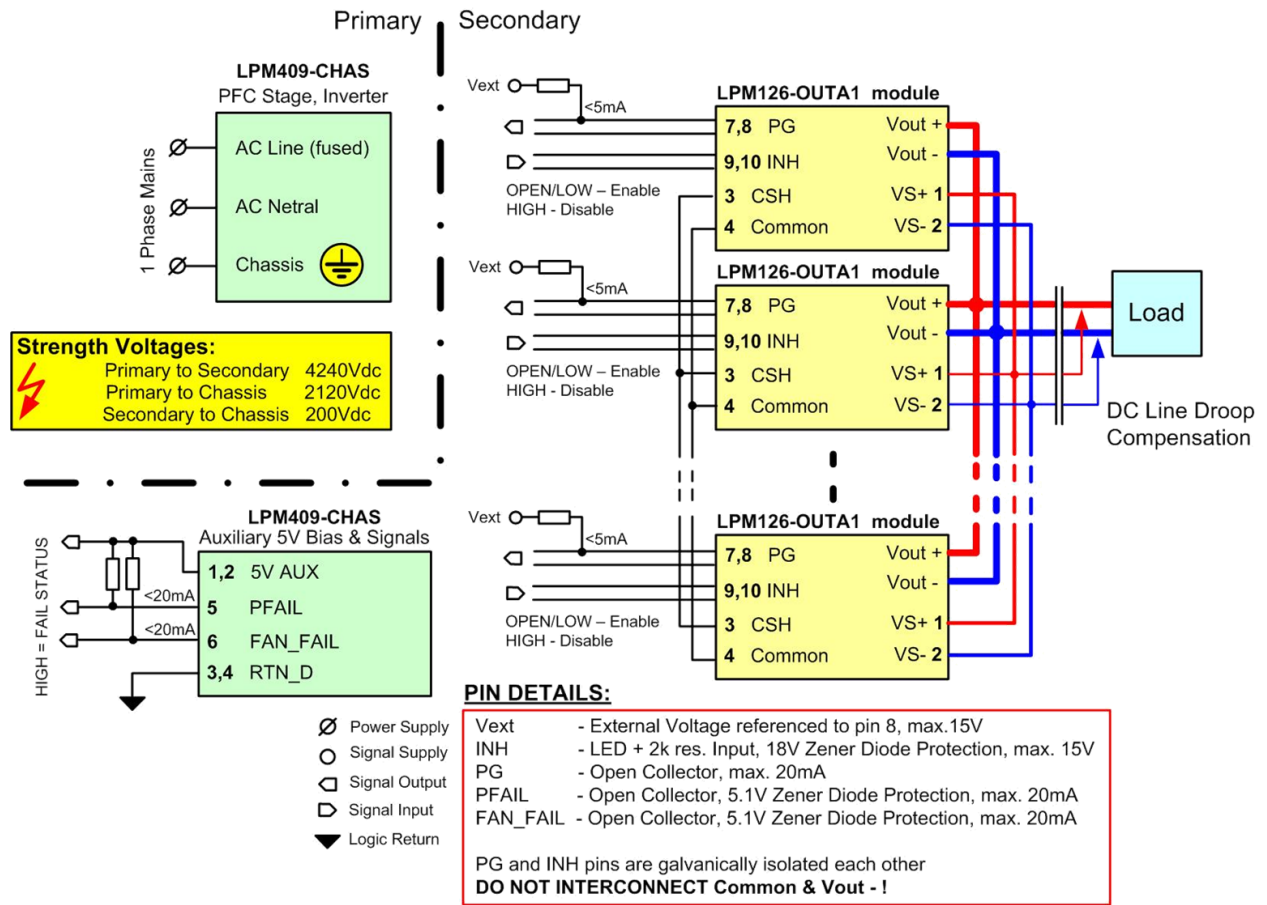 Primary
Secondary
LPM409-CHAS
PFC Stage, Inverter
1 Phase Mains
AC Line (fused)
AC Netral
Chassis
Strength Voltages:
Primary to Secondary 4240Vdc
Primary to Chassis 2120Vdc
Secondary to Chassis 200Vdc
LPM409-CHAS
Auxiliary 5V Bias & Signals
HIGH = FAIL STATUS
<20mA
<20mA
1,2 5V AUX
5 PFAIL
6 FAN_FAIL
3,4 RTN_D
Vext
<5mA
OPEN/LOW – Enable
HIGH - Disable
LPM126-OUTA1 module
7,8 PG Vout +
9,10 INH Vout -
3 CSH VS+ 1
4 Common VS- 2
Vext
<5mA
OPEN/LOW – Enable
HIGH - Disable
LPM126-OUTA1 module
7,8 PG Vout +
9,10 INH Vout -
3 CSH VS+ 1
4 Common VS- 2
Load
DC Line Droop
Compensation
Vext
<5mA
OPEN/LOW – Enable
HIGH - Disable
LPM126-OUTA1 module
7,8 PG Vout +
9,10 INH Vout -
3 CSH VS+ 1
4 Common VS- 2
Power Supply
Signal Supply
Signal Output
Signal Input
Logic Return
PIN DETAILS:
Vext - External Voltage referenced to pin 8, max.15V
INH - LED + 2k res. Input, 18V Zener Diode Protection, max. 15V
PG - Open Collector, max. 20mA
PFAIL - Open Collector, 5.1V Zener Diode Protection, max. 20mA
FAN_FAIL - Open Collector, 5.1V Zener Diode Protection, max. 20mA
PG and INH pins are galvanically isolated each other
DO NOT INTERCONNECT Common & Vout - !